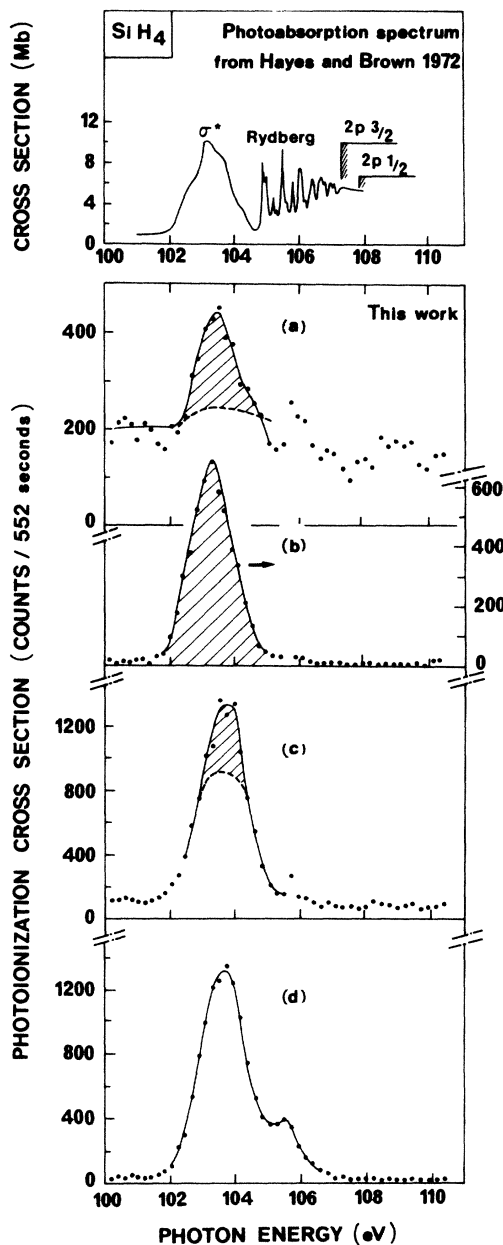 SiH4
Photoabsorption spectrum
from Hayes and Brown 1972
CROSS SECTION (Mb)
12
8
4
0
σ*
Rydberg
2p 3/2
2p 1/2
100 102 104 106 108 110
This work
(a)
400
200
0
(b)
600
400
200
0
(c)
1200
800
400
0
(d)
1200
800
400
0
PHOTOIONIZATION CROSS SECTION (COUNTS / 552 seconds)
100 102 104 106 108 110
PHOTON ENERGY (eV)